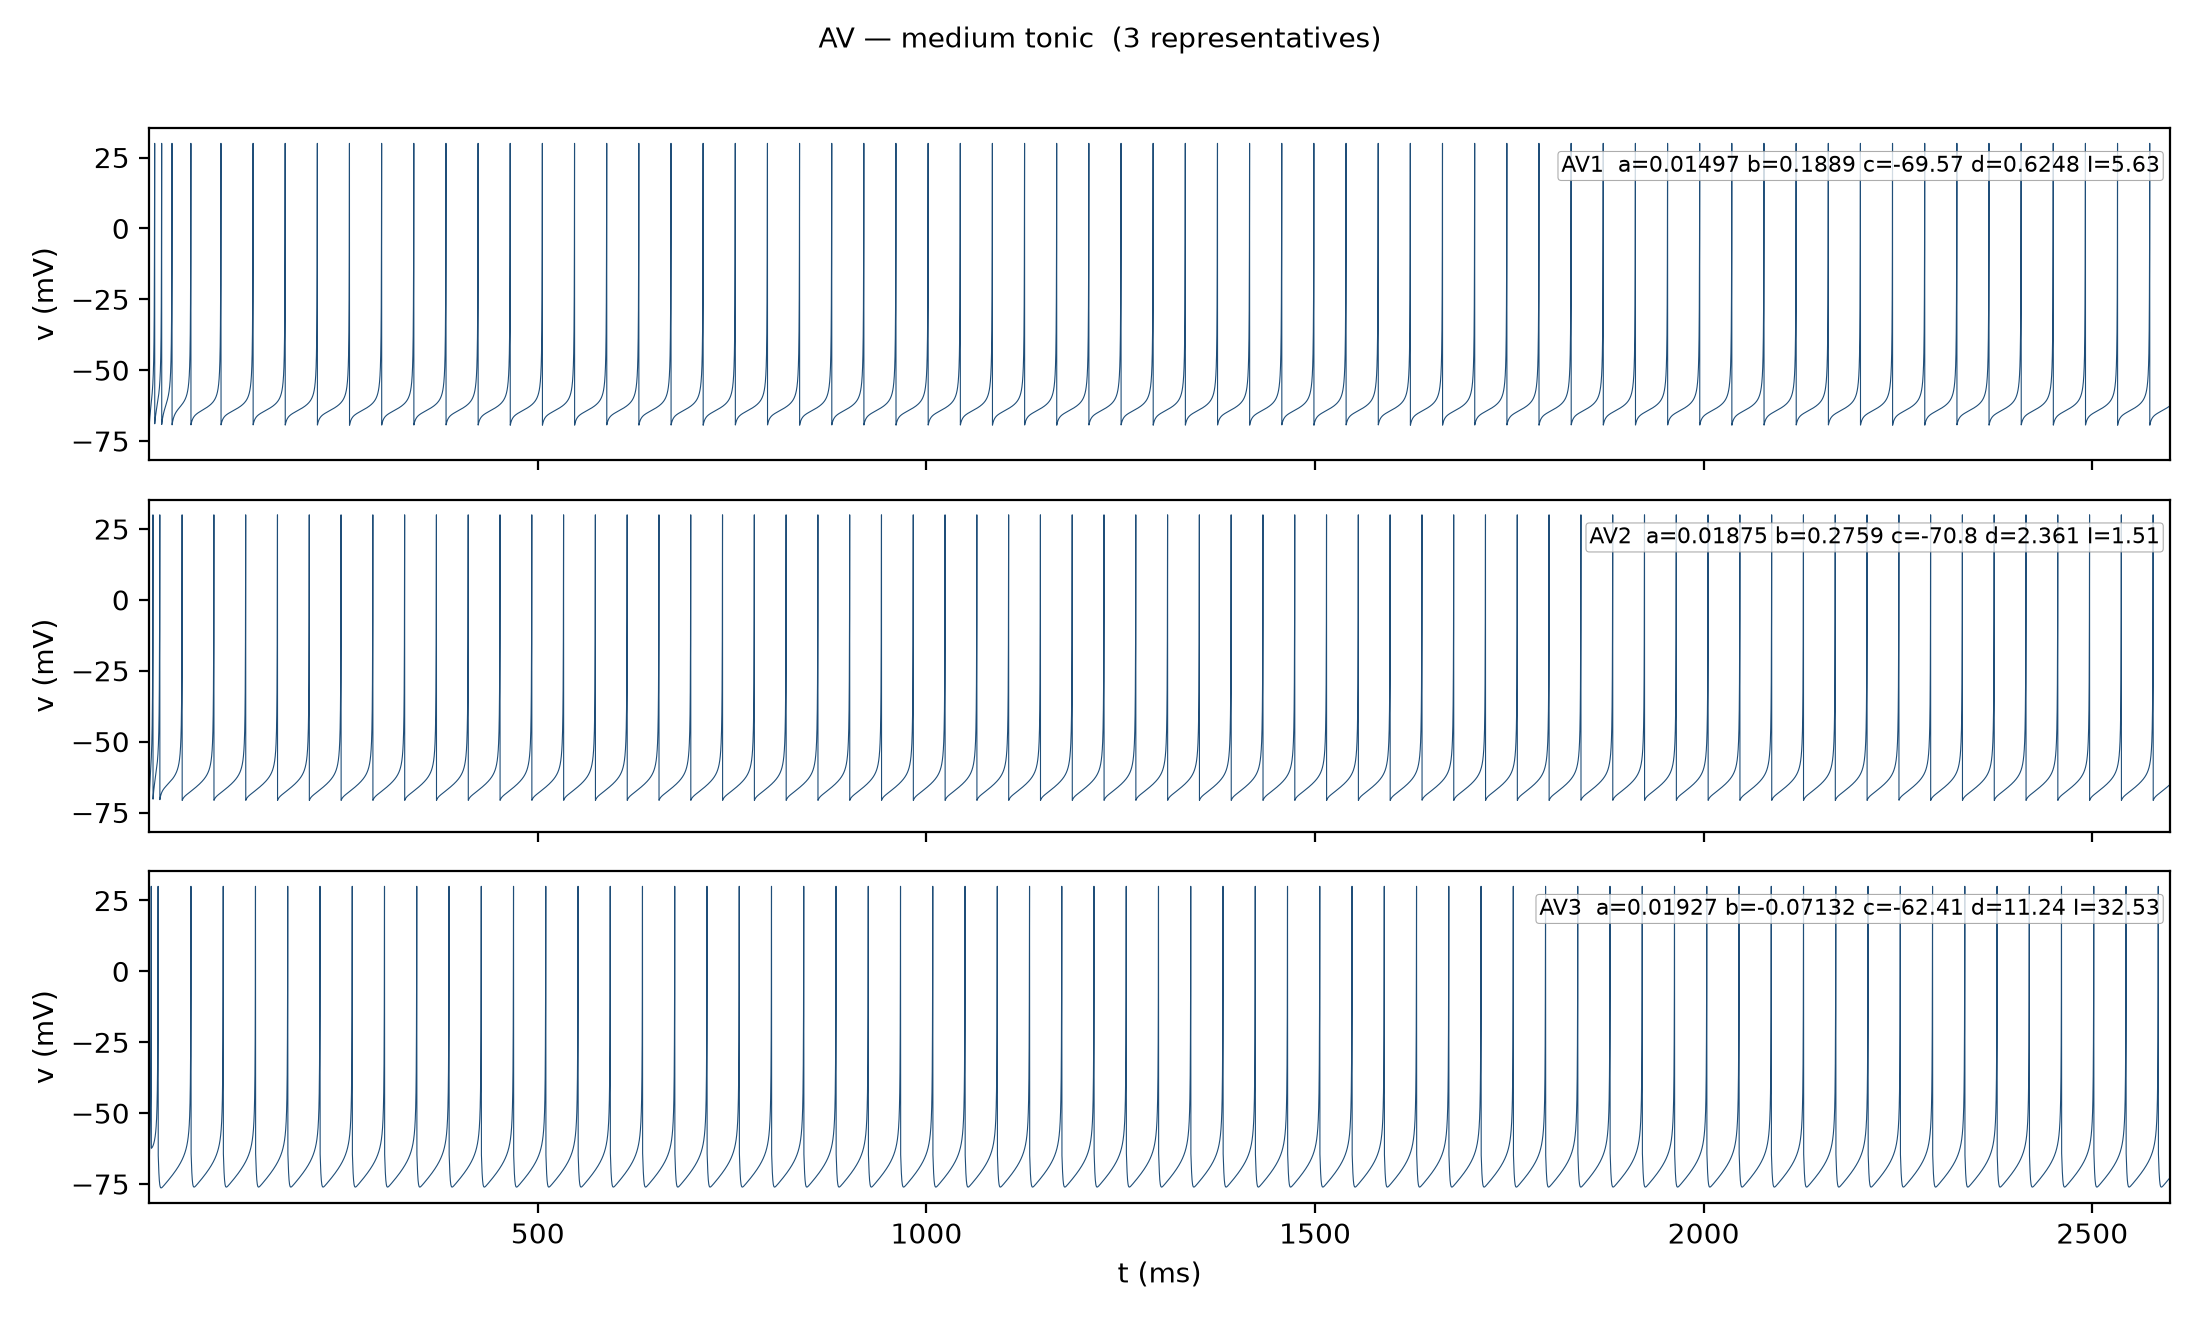 AV — medium tonic  (3 representatives)
25
0
−25
−50
−75
v (mV)
AV1  a=0.01497 b=0.1889 c=-69.57 d=0.6248 I=5.63
25
0
−25
−50
−75
v (mV)
AV2  a=0.01875 b=0.2759 c=-70.8 d=2.361 I=1.51
25
0
−25
−50
−75
v (mV)
AV3  a=0.01927 b=-0.07132 c=-62.41 d=11.24 I=32.53
500 1000 1500 2000 2500
t (ms)